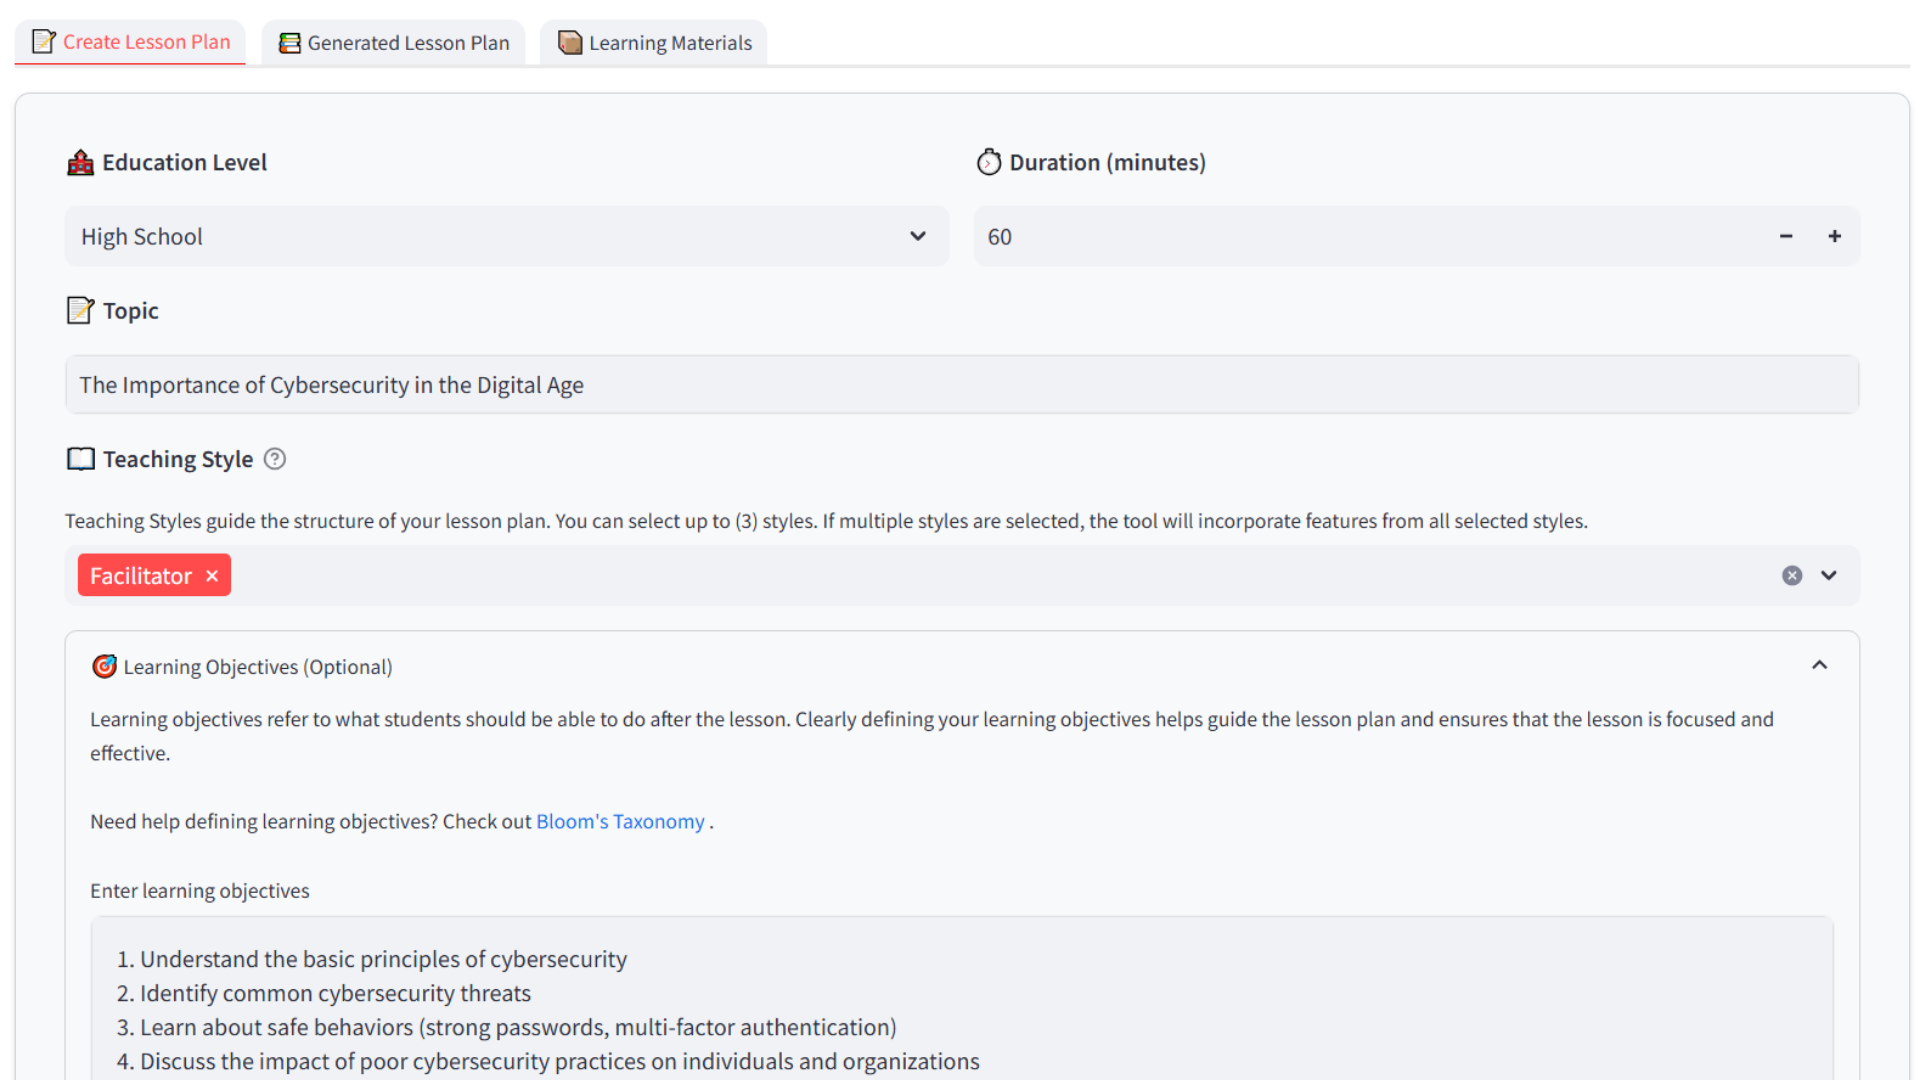 Create Lesson Plan
Generated Lesson Plan
Learning Materials
Education Level
Duration (minutes)
High School
60
Topic
The Importance of Cybersecurity in the Digital Age
Teaching Style
Teaching Styles guide the structure of your lesson plan. You can select up to (3) styles. If multiple styles are selected, the tool will incorporate features from all selected styles.
Facilitator
Learning Objectives (Optional)
Learning objectives refer to what students should be able to do after the lesson. Clearly defining your learning objectives helps guide the lesson plan and ensures that the lesson is focused and
effective.
Need help defining learning objectives? Check out Bloom's Taxonomy .
Enter learning objectives
1. Understand the basic principles of cybersecurity
2. Identify common cybersecurity threats
3. Learn about safe behaviors (strong passwords, multi-factor authentication)
4. Discuss the impact of poor cybersecurity practices on individuals and organizations